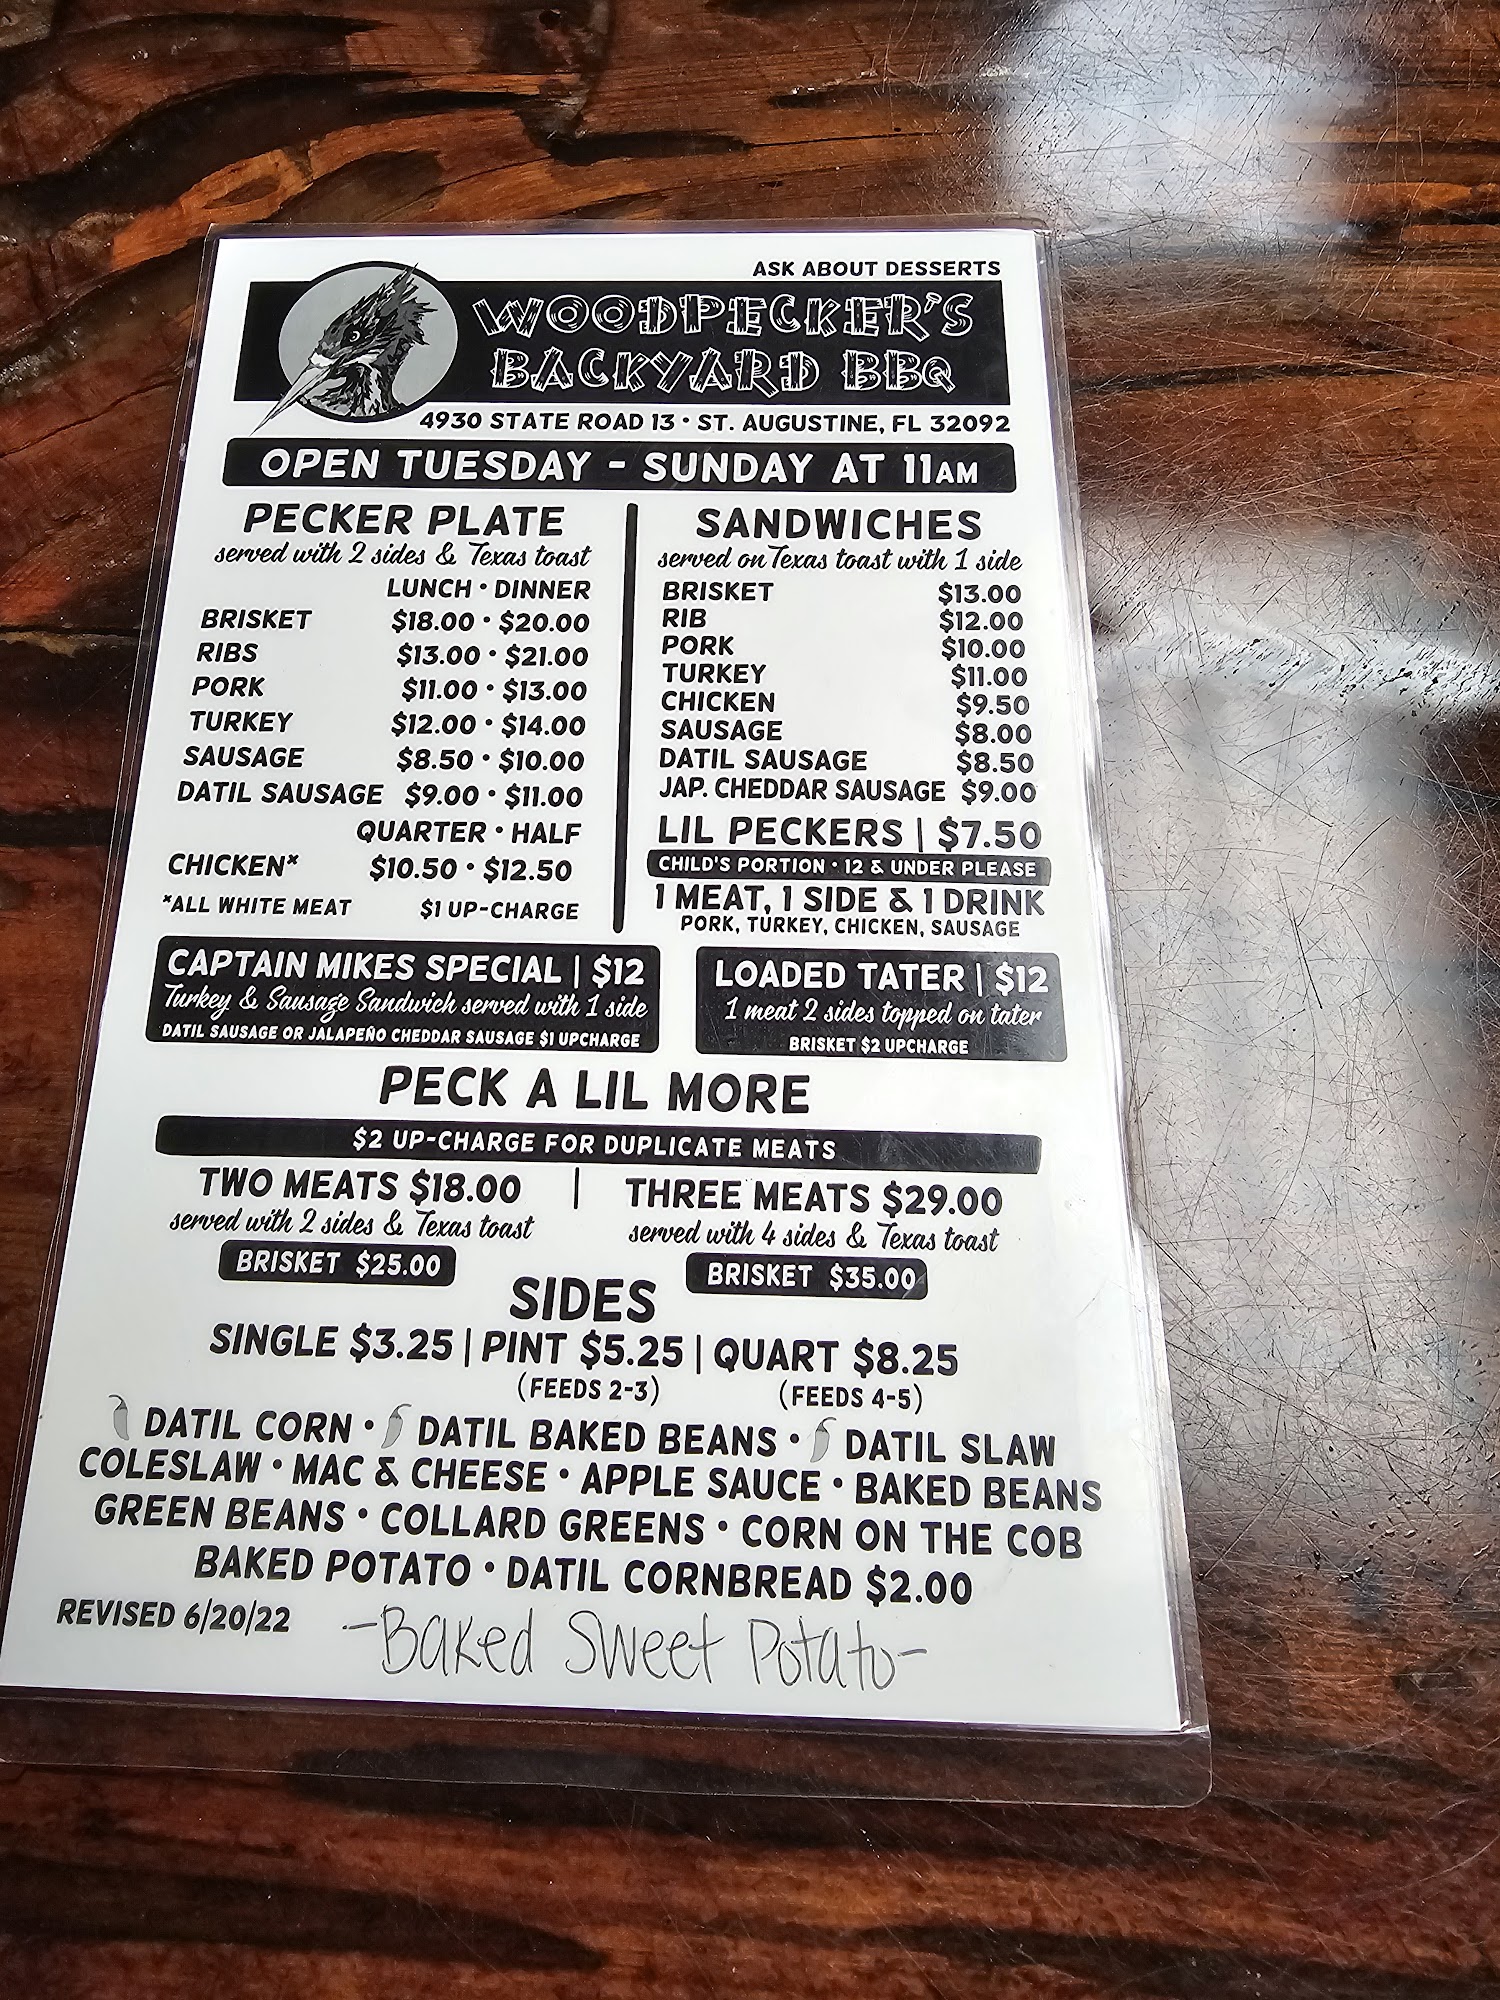 ASK ABOUT DESSERTS
WOODPECKER'S
BACKYARD BBQ
4930 STATE ROAD 13 • ST. AUGUSTINE, FL 32092
OPEN TUESDAY - SUNDAY AT 11AM
PECKER PLATE
served with 2 sides & Texas toast
LUNCH • DINNER
BRISKET $18.00 • $20.00
RIBS $13.00 • $21.00
PORK $11.00 • $13.00
TURKEY $12.00 • $14.00
SAUSAGE $8.50 • $10.00
DATIL SAUSAGE $9.00 • $11.00
QUARTER • HALF
CHICKEN* $10.50 • $12.50
*ALL WHITE MEAT $1 UP-CHARGE
SANDWICHES
served on Texas toast with 1 side
BRISKET $13.00
RIB $12.00
PORK $10.00
TURKEY $11.00
CHICKEN $9.50
SAUSAGE $8.00
DATIL SAUSAGE $8.50
JAP. CHEDDAR SAUSAGE $9.00
LIL PECKERS | $7.50
CHILD'S PORTION • 12 & UNDER PLEASE
1 MEAT, 1 SIDE & 1 DRINK
PORK, TURKEY, CHICKEN, SAUSAGE
CAPTAIN MIKES SPECIAL | $12
Turkey & Sausage Sandwich served with 1 side
DATIL SAUSAGE OR JALAPEÑO CHEDDAR SAUSAGE $1 UPCHARGE
LOADED TATER | $12
1 meat 2 sides topped on tater
BRISKET $2 UPCHARGE
PECK A LIL MORE
$2 UP-CHARGE FOR DUPLICATE MEATS
TWO MEATS $18.00
served with 2 sides & Texas toast
BRISKET $25.00
THREE MEATS $29.00
served with 4 sides & Texas toast
BRISKET $35.00
SIDES
SINGLE $3.25 | PINT $5.25 | QUART $8.25
(FEEDS 2-3) (FEEDS 4-5)
DATIL CORN • DATIL BAKED BEANS • DATIL SLAW
COLESLAW • MAC & CHEESE • APPLE SAUCE • BAKED BEANS
GREEN BEANS • COLLARD GREENS • CORN ON THE COB
BAKED POTATO • DATIL CORNBREAD $2.00
REVISED 6/20/22
-Baked Sweet Potato-